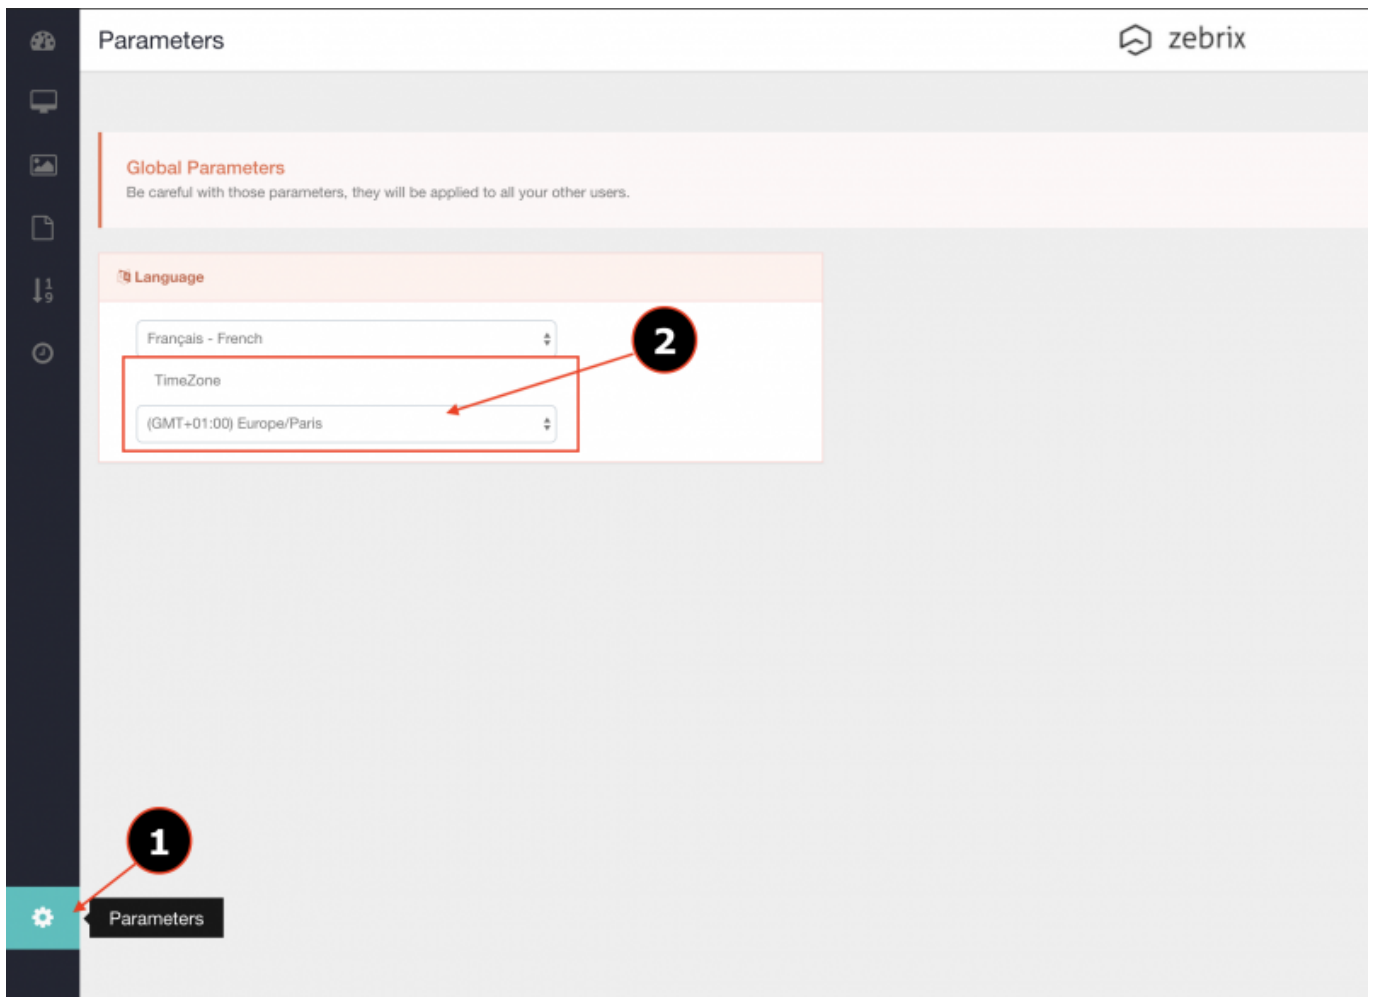 Parameters
zebrix
Global Parameters
Be careful with those parameters, they will be applied to all your other users.
Language
Français - French
2
TimeZone
(GMT+01:00) Europe/Paris
1
Parameters